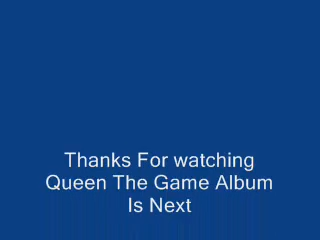 Thanks For watching
Queen The Game Album
Is Next